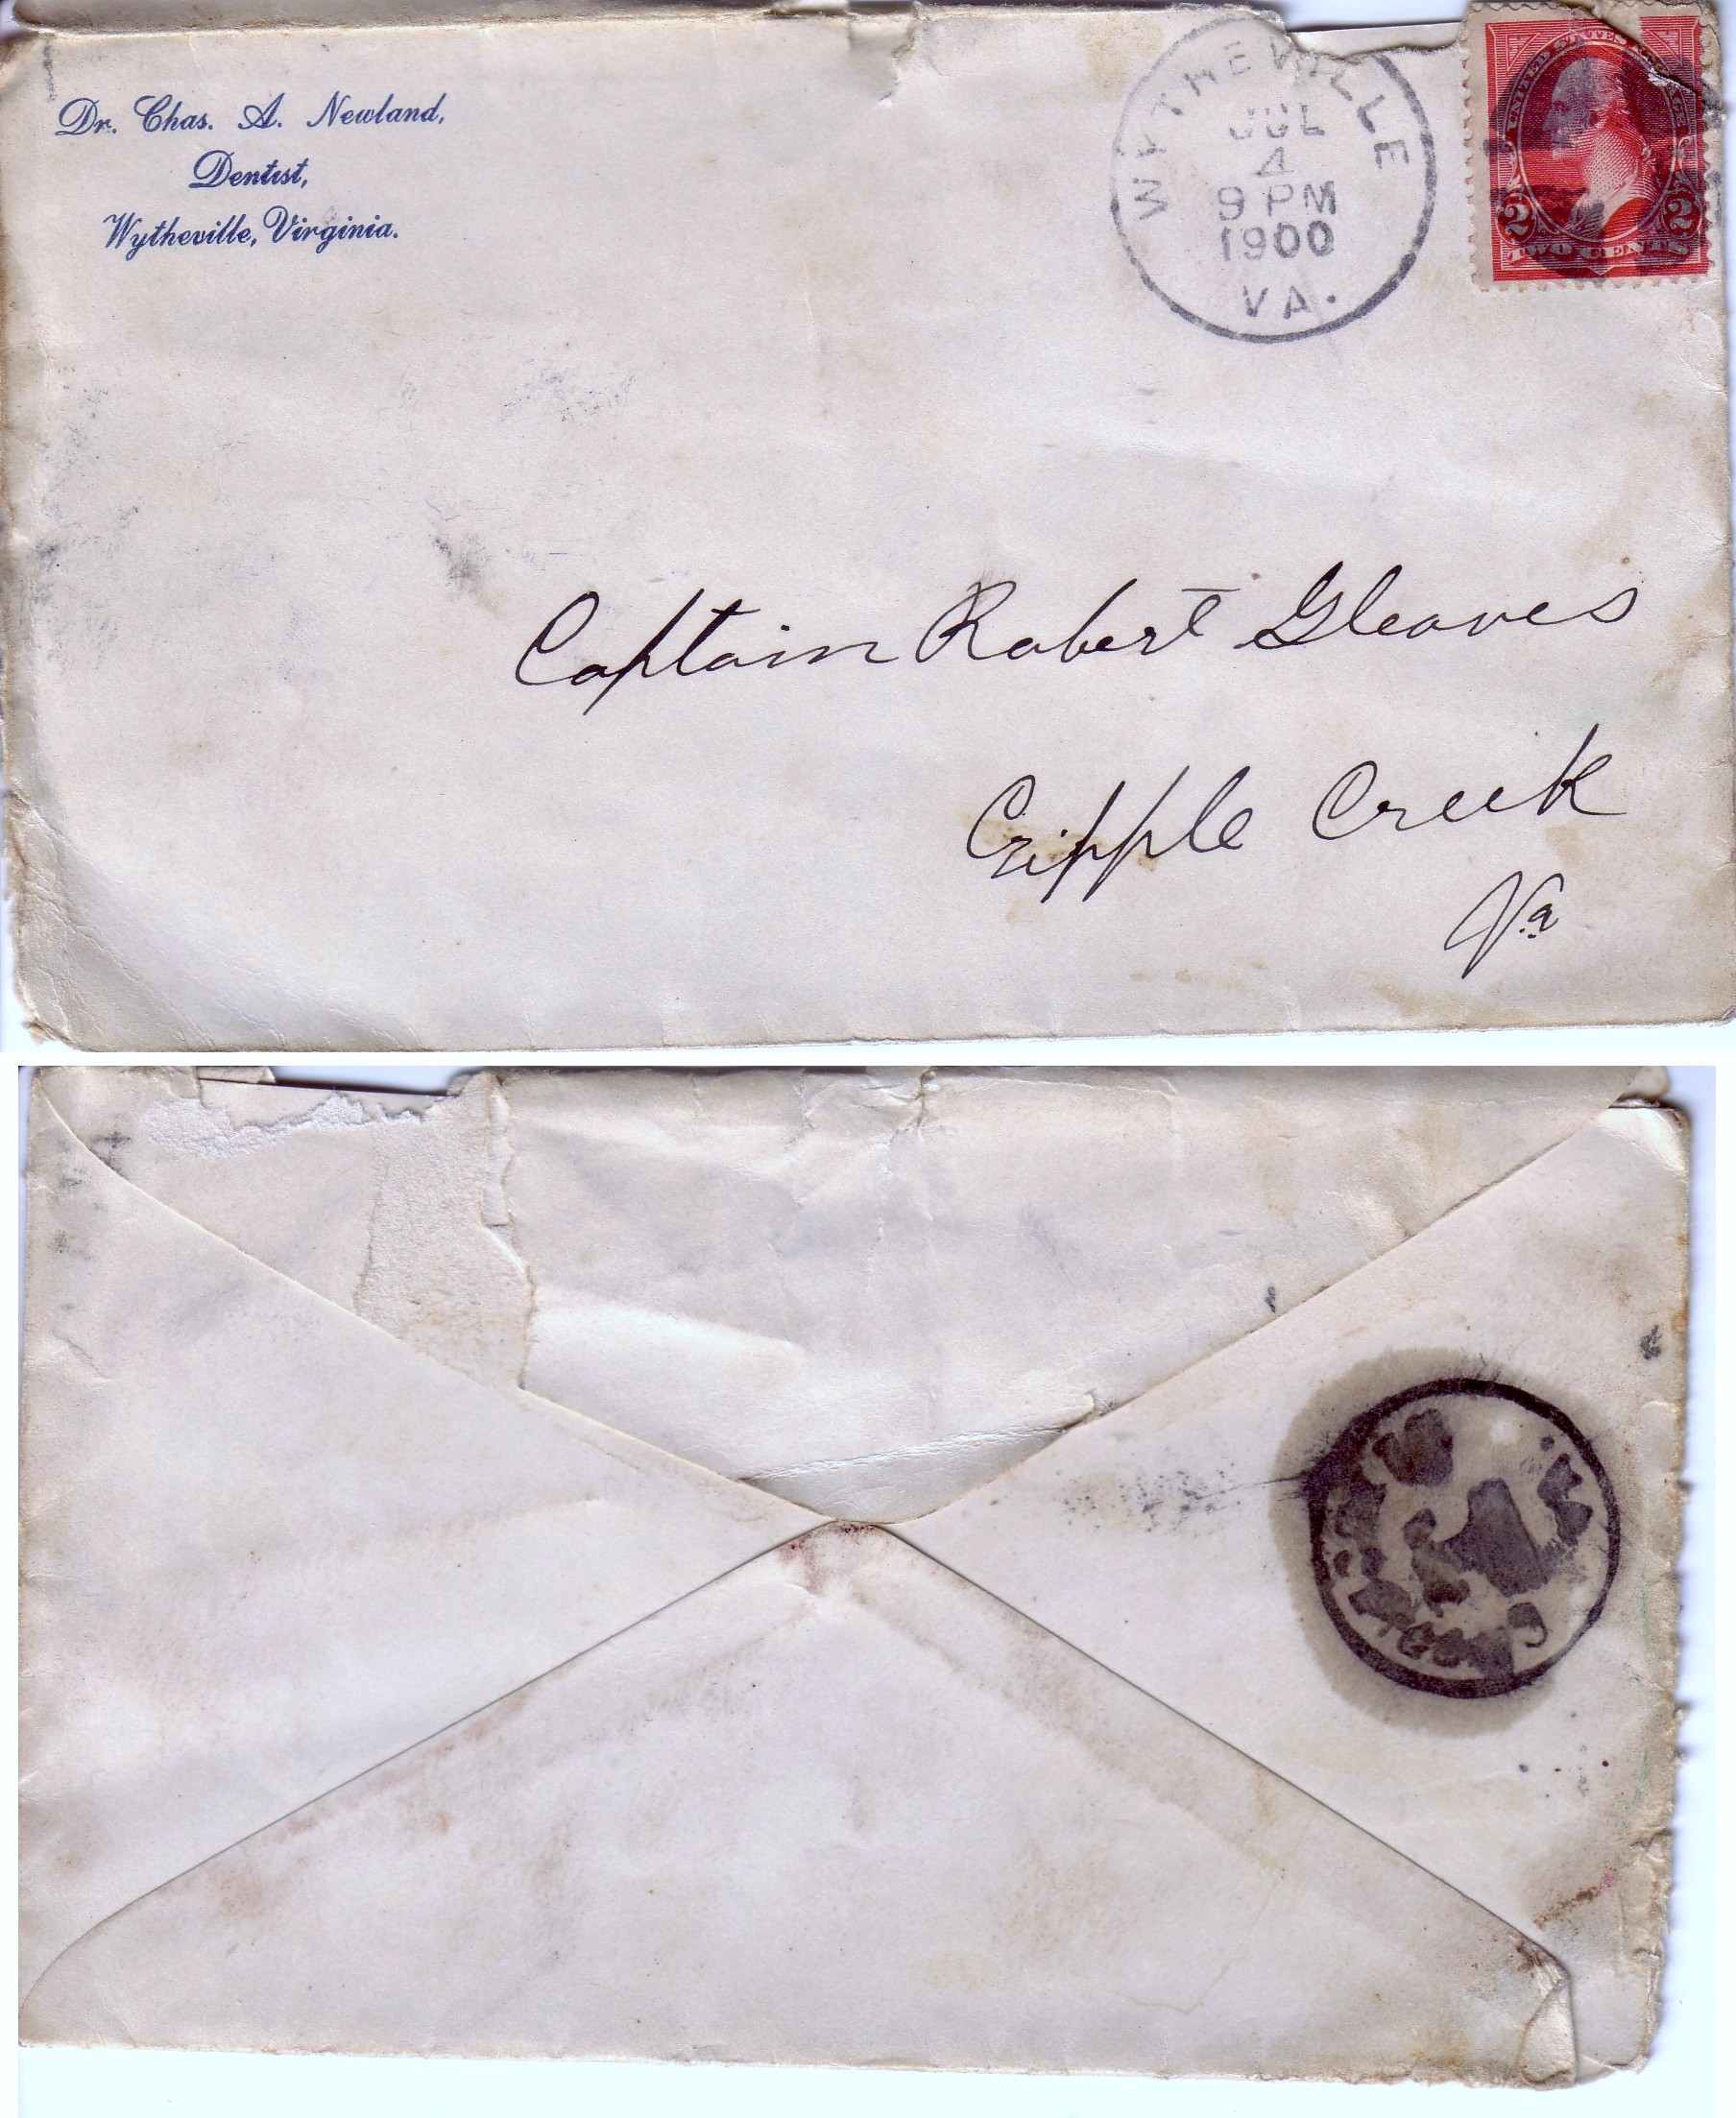 Dr. Chas. A. Newland,
Dentist,
Wytheville, Virginia.
WYTHEVILLE
JUL
4
9 PM
1900
VA.
UNITED STATES POSTAGE
2 2
TWO CENTS
Captain Robert Gleaves
Cripple Creek
Va